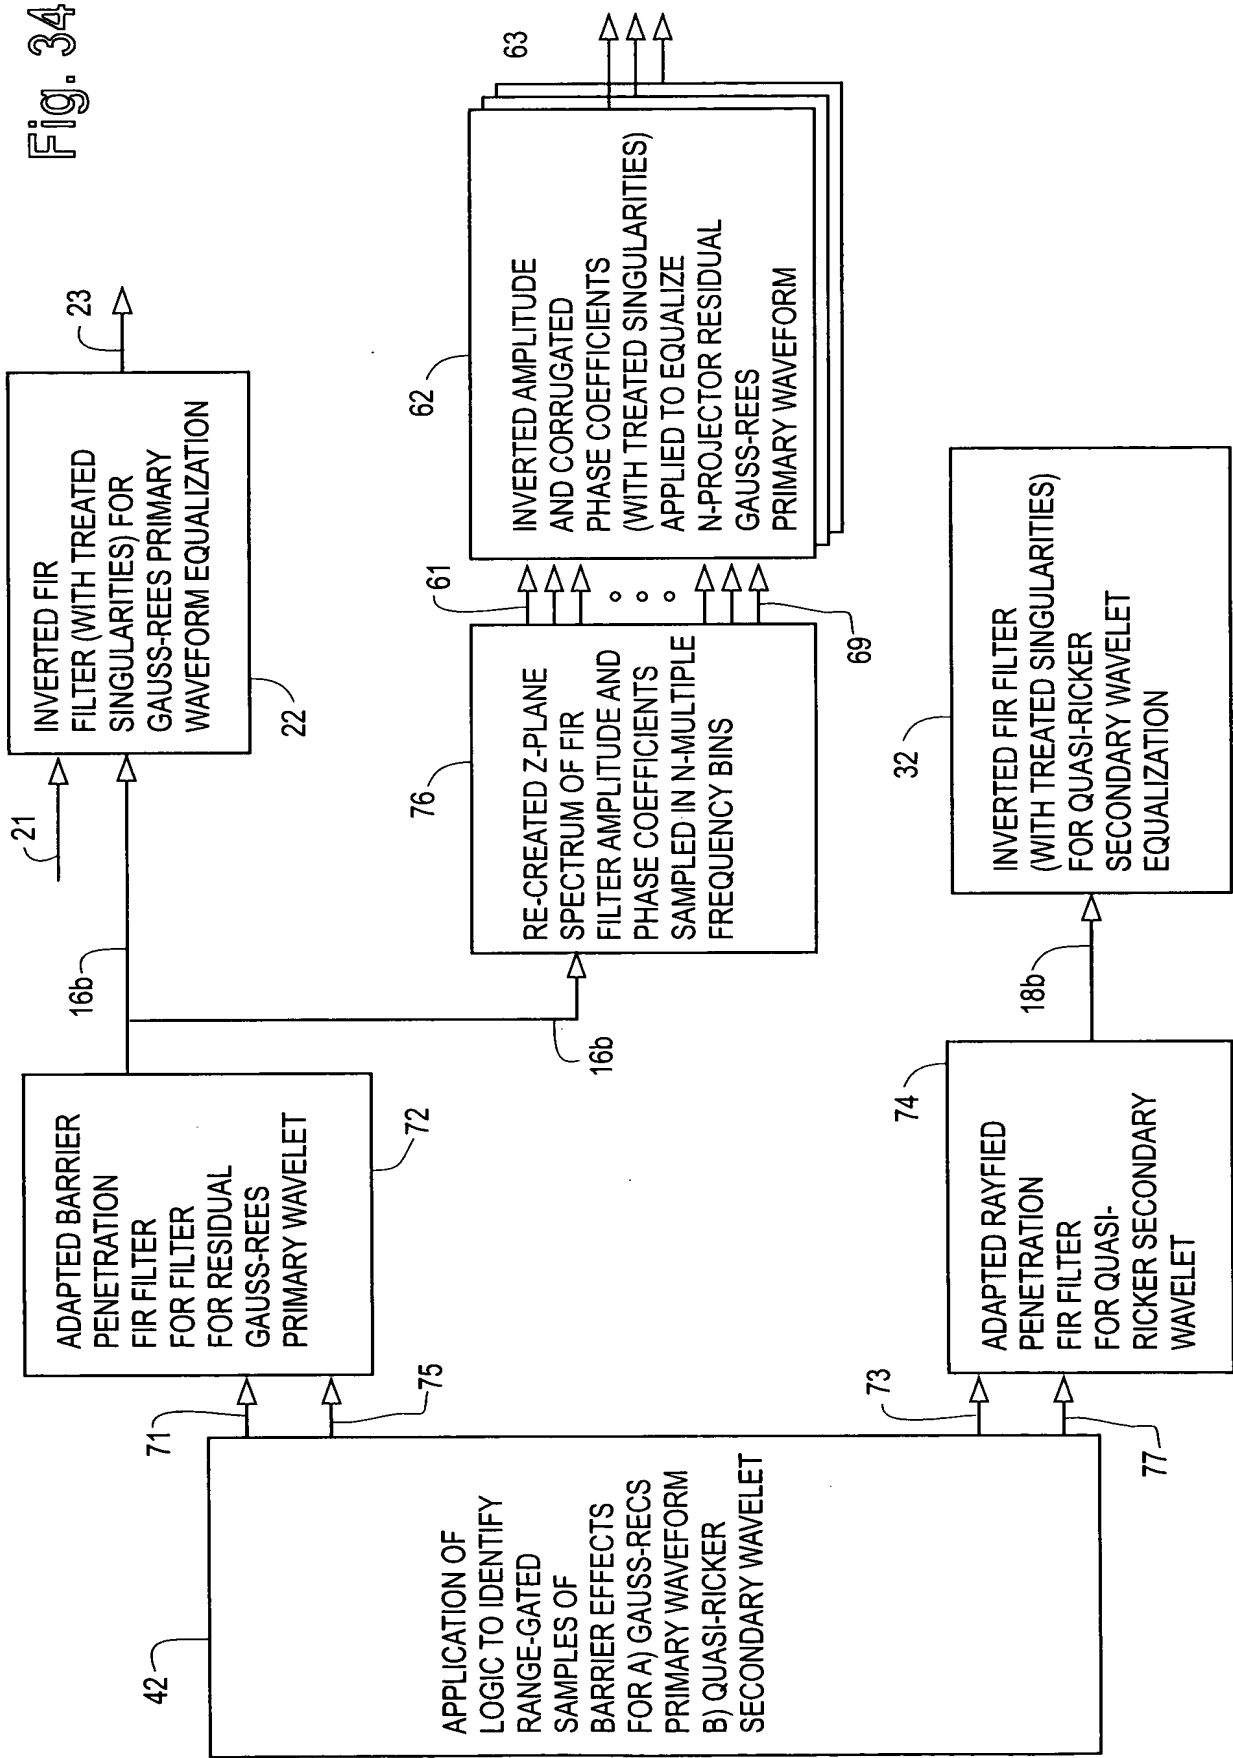 Fig. 34
42
APPLICATION OF
LOGIC TO IDENTIFY
RANGE-GATED
SAMPLES OF
BARRIER EFFECTS
FOR A) GAUSS-RECS
PRIMARY WAVEFORM
B) QUASI-RICKER
SECONDARY WAVELET
71
75
ADAPTED BARRIER
PENETRATION
FIR FILTER
FOR FILTER
FOR RESIDUAL
GAUSS-REES
PRIMARY WAVELET
72
16b
16b
21
INVERTED FIR
FILTER (WITH TREATED
SINGULARITIES) FOR
GAUSS-REES PRIMARY
WAVEFORM EQUALIZATION
22
23
76
RE-CREATED Z-PLANE
SPECTRUM OF FIR
FILTER AMPLITUDE AND
PHASE COEFFICIENTS
SAMPLED IN N-MULTIPLE
FREQUENCY BINS
61
69
62
INVERTED AMPLITUDE
AND CORRUGATED
PHASE COEFFICIENTS
(WITH TREATED SINGULARITIES)
APPLIED TO EQUALIZE
N-PROJECTOR RESIDUAL
GAUSS-REES
PRIMARY WAVEFORM
63
73
77
74
ADAPTED RAYFIED
PENETRATION
FIR FILTER
FOR QUASI-
RICKER SECONDARY
WAVELET
18b
32
INVERTED FIR FILTER
(WITH TREATED SINGULARITIES)
FOR QUASI-RICKER
SECONDARY WAVELET
EQUALIZATION